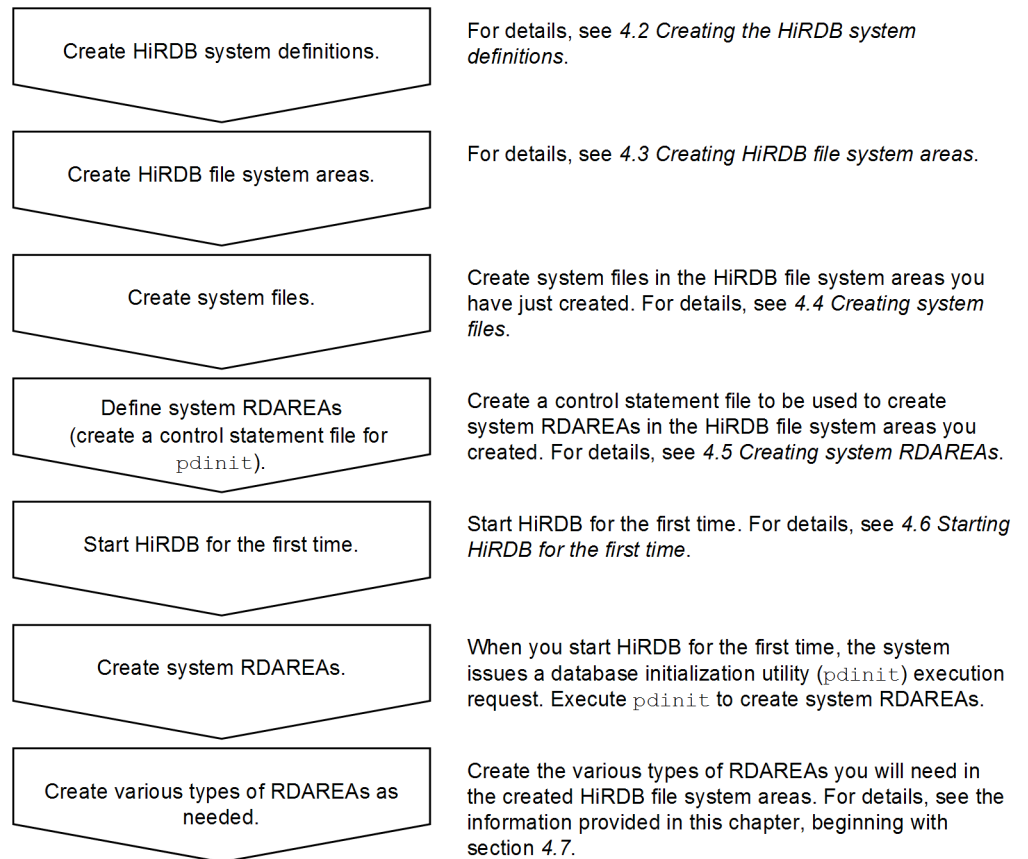 Create HiRDB system definitions.
For details, see 4.2 Creating the HiRDB system
definitions.
Create HiRDB file system areas.
For details, see 4.3 Creating HiRDB file system areas.
Create system files.
Create system files in the HiRDB file system areas you
have just created. For details, see 4.4 Creating system
files.
Define system RDAREAs
(create a control statement file for
pdinit).
Create a control statement file to be used to create
system RDAREAs in the HiRDB file system areas you
created. For details, see 4.5 Creating system RDAREAs.
Start HiRDB for the first time.
Start HiRDB for the first time. For details, see 4.6 Starting
HiRDB for the first time.
Create system RDAREAs.
When you start HiRDB for the first time, the system
issues a database initialization utility (pdinit) execution
request. Execute pdinit to create system RDAREAs.
Create various types of RDAREAs as
needed.
Create the various types of RDAREAs you will need in
the created HiRDB file system areas. For details, see the
information provided in this chapter, beginning with
section 4.7.